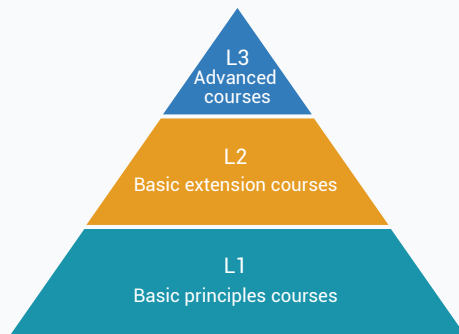 L3
Advanced
courses
L2
Basic extension courses
L1
Basic principles courses